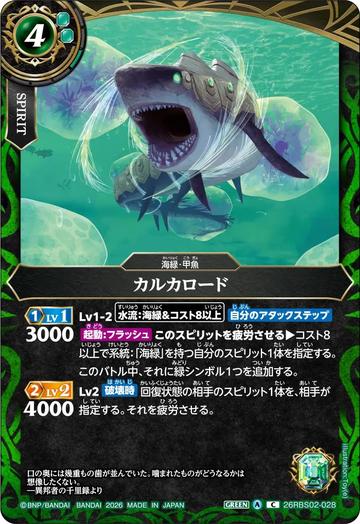 4
SPIRIT
海緑・甲魚
カルカロード
1 LV1 3000
Lv1-2 水流：海緑&コスト8以上 自分のアタックステップ
起動：フラッシュ このスピリットを疲労させる▶コスト8
以上で系統：「海緑」を持つ自分のスピリット1体を指定する。
このバトル中、それに緑シンボル1つを追加する。
2 LV2 4000
Lv2 破壊時 回復状態の相手のスピリット1体を、相手が
指定する。それを疲労させる。
口の奥には幾重もの歯が並んでいた。噛まれたものがどうなるかは
想像したくない。
―異邦者の千里録より
Illustration:Toriel
©BNP/BANDAI BANDAI 2026 MADE IN JAPAN GREEN A C 26RBS02-028